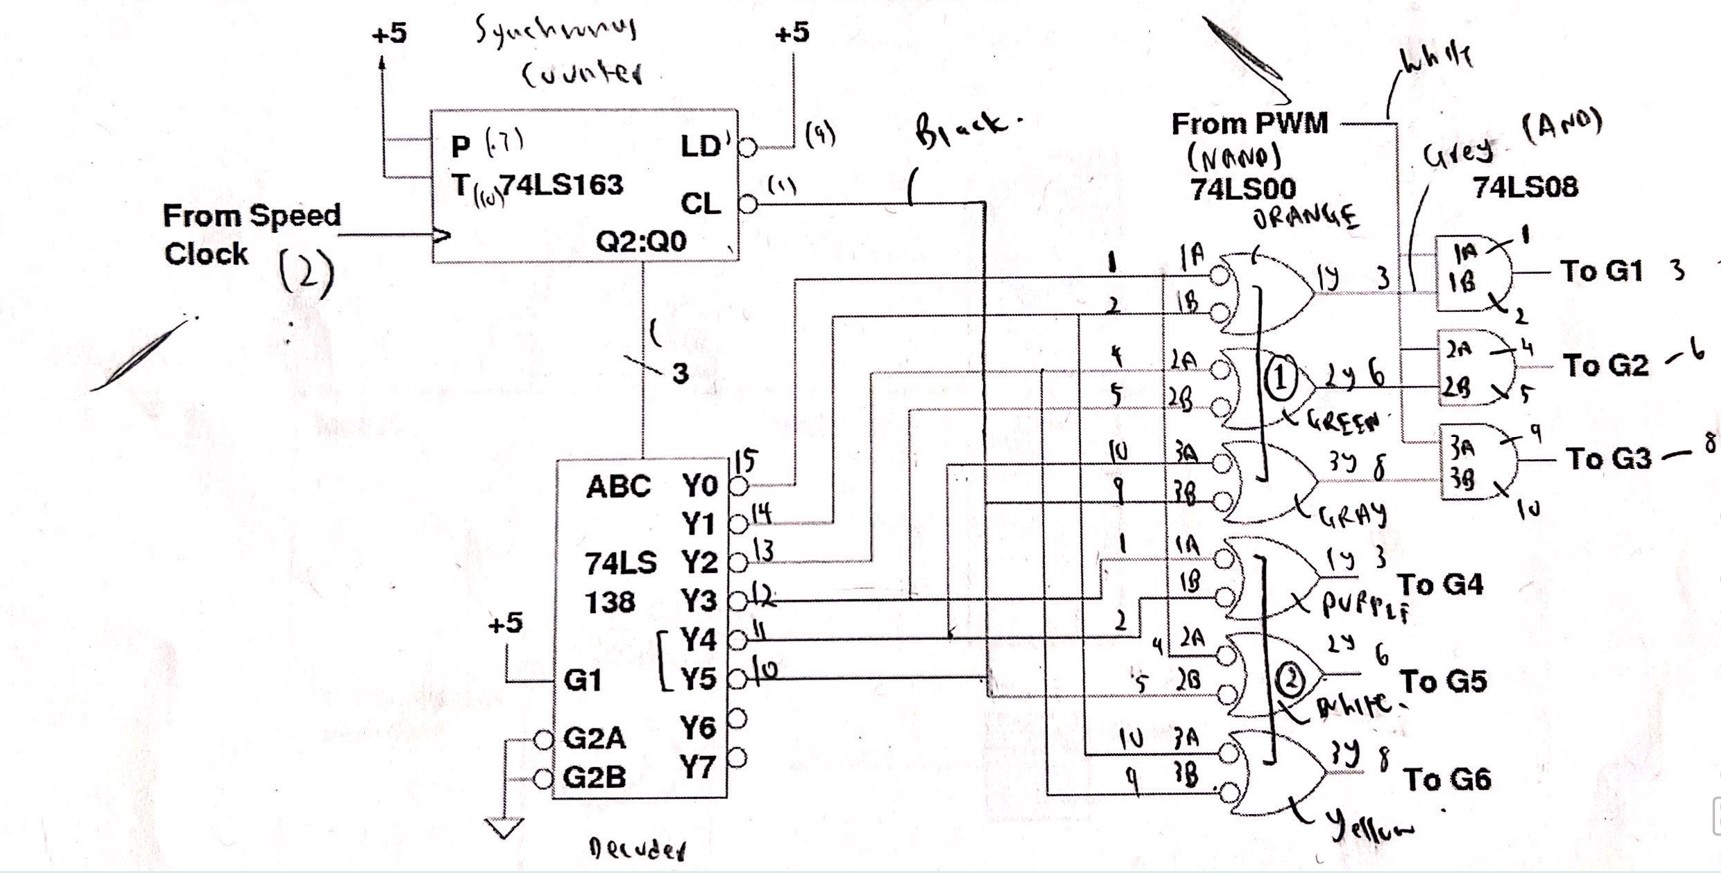 Synchronus
Counter
+5
+5
P (.7)
LD'
(9)
T (10) 74LS163
CL
(1)
Q2:Q0
From Speed
Clock
(2)
3
Black.
White
From PWM
(NAND)
74LS00
ORANGE
Grey
(AND)
74LS08
1
1A
1Y
3
1A
1
To G1
3
2
1B
1B
2
4
2A
1
2Y
6
2A
4
To G2 - 6
5
2B
GREEN
2B
5
10
3A
3Y
8
3A
9
To G3 - 8
9
3B
GRAY
3B
10
1
1A
1Y
3
To G4
2
1B
PURPLE
4
2A
2
2Y
6
To G5
5
2B
White.
10
3A
3Y
8
To G6
9
3B
Yellow
ABC
Y0
15
Y1
14
74LS
Y2
13
138
Y3
12
+5
Y4
11
G1
Y5
10
G2A
Y6
G2B
Y7
Decoder